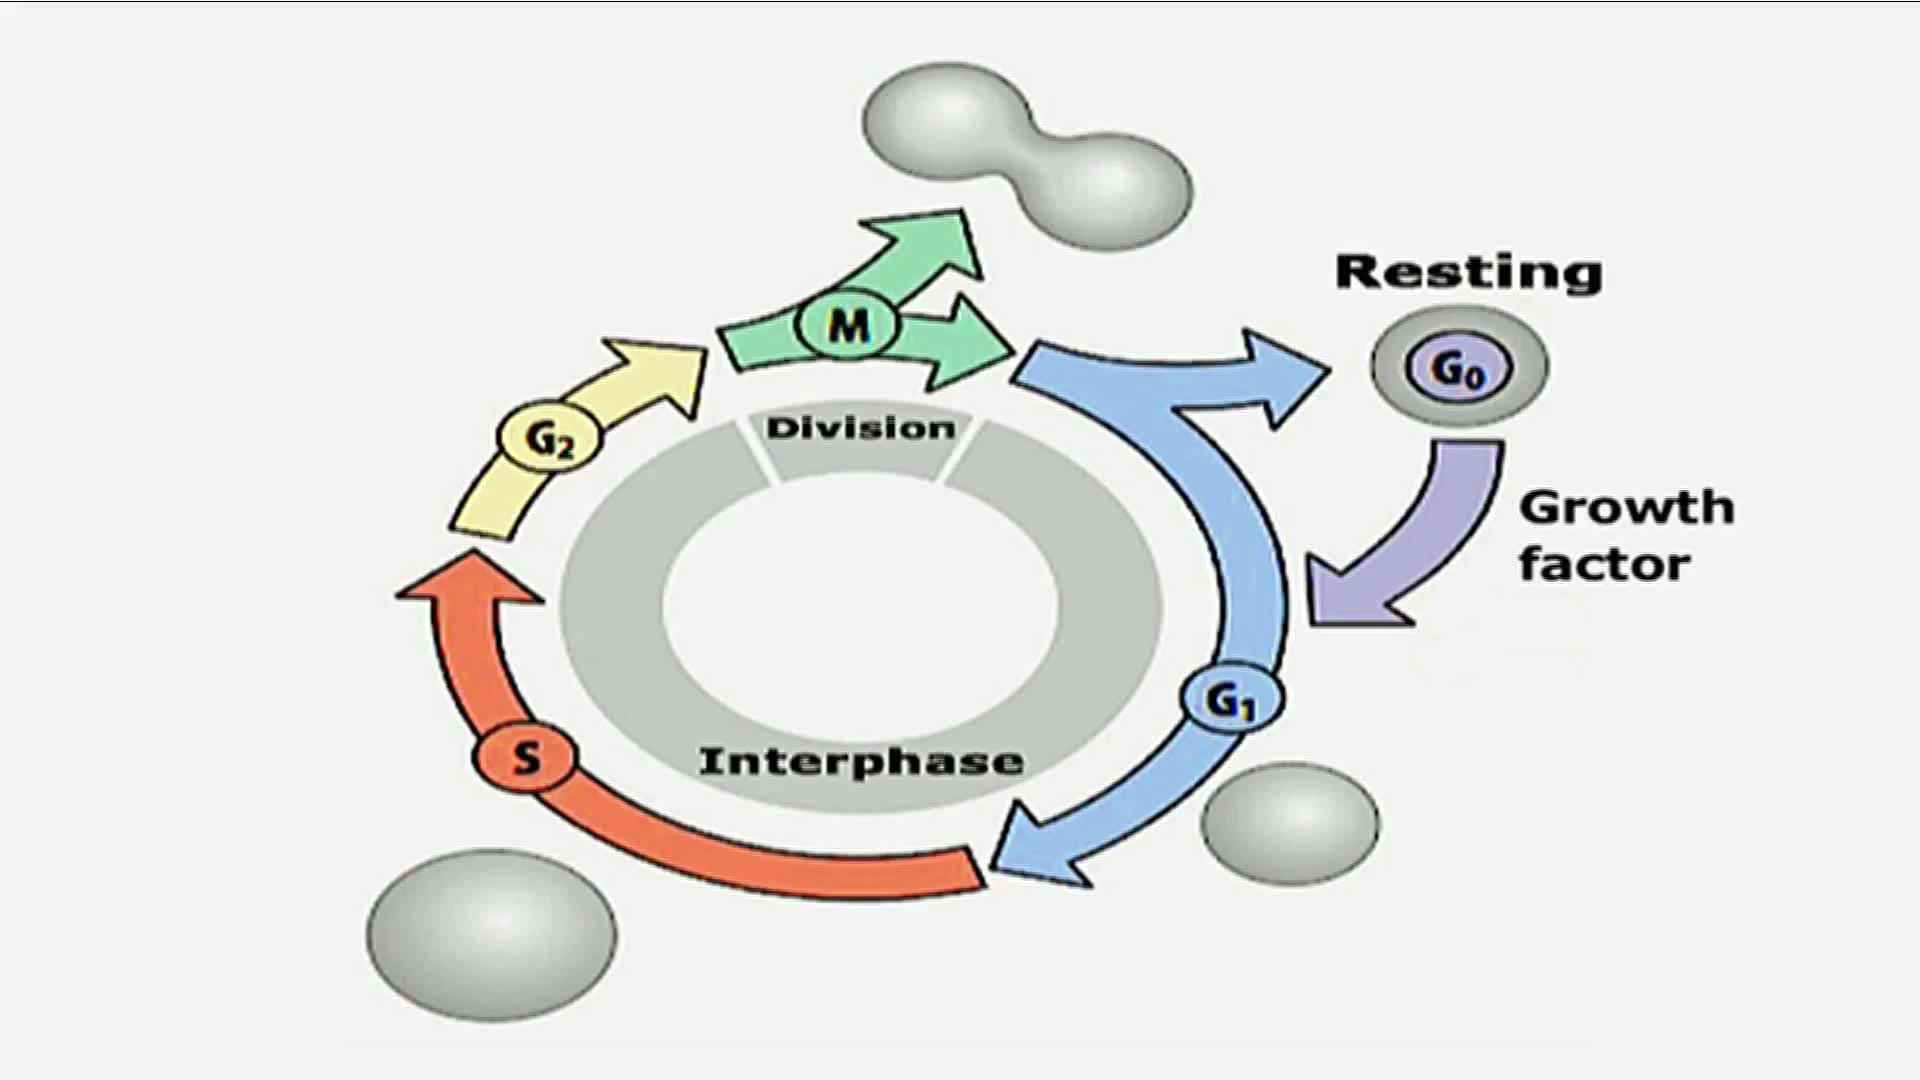 M
Resting
G₀
G₂
Division
Growth
factor
G₁
S
Interphase